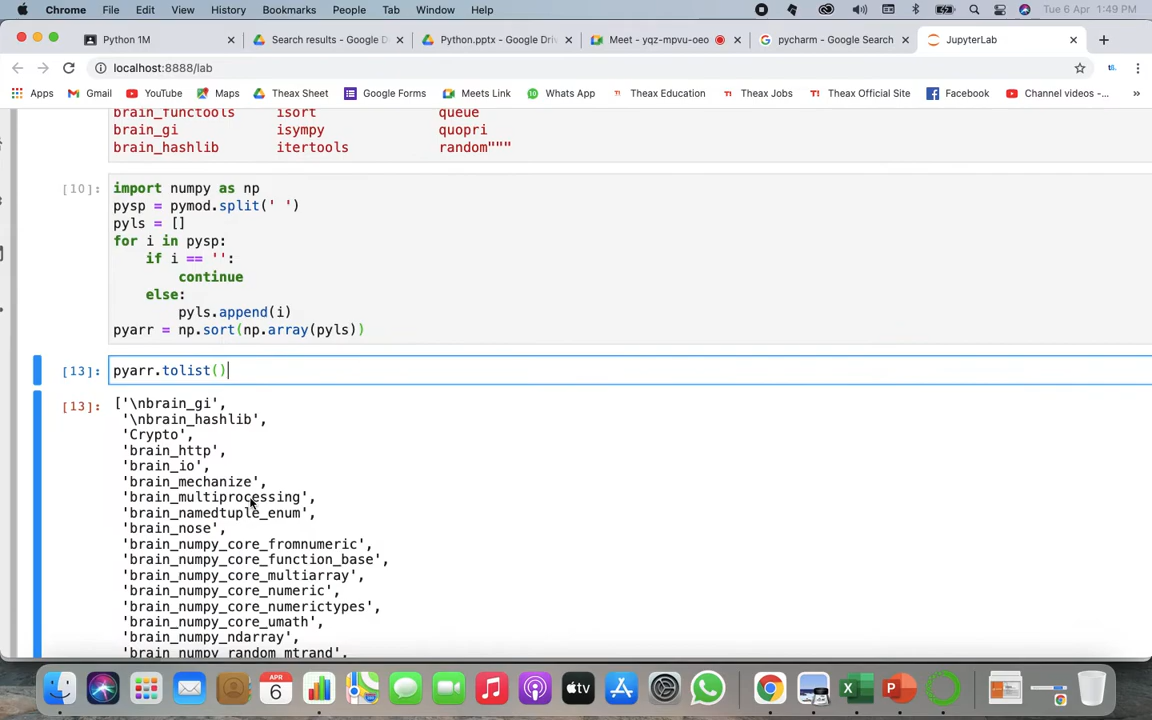 Chrome File Edit View History Bookmarks People Tab Window Help Tue 6 Apr 1:49 PM
Python 1M Search results - Google D Python.pptx - Google Driv Meet - yqz-mpvu-oeo pycharm - Google Search JupyterLab
localhost:8888/lab
Apps Gmail YouTube Maps Theax Sheet Google Forms Meets Link Whats App Theax Education Theax Jobs Theax Official Site Facebook Channel videos -... »
brain_functools isort queue
brain_gi isympy quopri
brain_hashlib itertools random"""
[10]: import numpy as np
pysp = pymod.split(' ')
pyls = []
for i in pysp:
if i == '':
continue
else:
pyls.append(i)
pyarr = np.sort(np.array(pyls))
[13]: pyarr.tolist()
[13]: ['\nbrain_gi',
'\nbrain_hashlib',
'Crypto',
'brain_http',
'brain_io',
'brain_mechanize',
'brain_multiprocessing',
'brain_namedtuple_enum',
'brain_nose',
'brain_numpy_core_fromnumeric',
'brain_numpy_core_function_base',
'brain_numpy_core_multiarray',
'brain_numpy_core_numeric',
'brain_numpy_core_numerictypes',
'brain_numpy_core_umath',
'brain_numpy_ndarray',
'brain_numpy_random_mtrand',
APR
6
tv